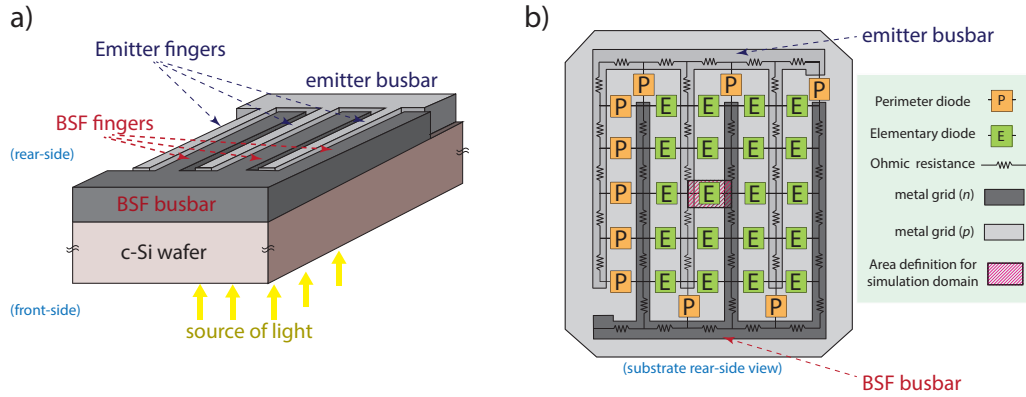 a)
Emitter fingers
emitter busbar
BSF fingers
(rear-side)
BSF busbar
c-Si wafer
(front-side)
source of light
b)
emitter busbar
P P P
P E E E E
P E E E E
P E E E E
P E E E E
P E E E E
P P
(substrate rear-side view)
BSF busbar
P
Perimeter diode
E
Elementary diode
Ohmic resistance
metal grid (n)
metal grid (p)
Area definition for
simulation domain